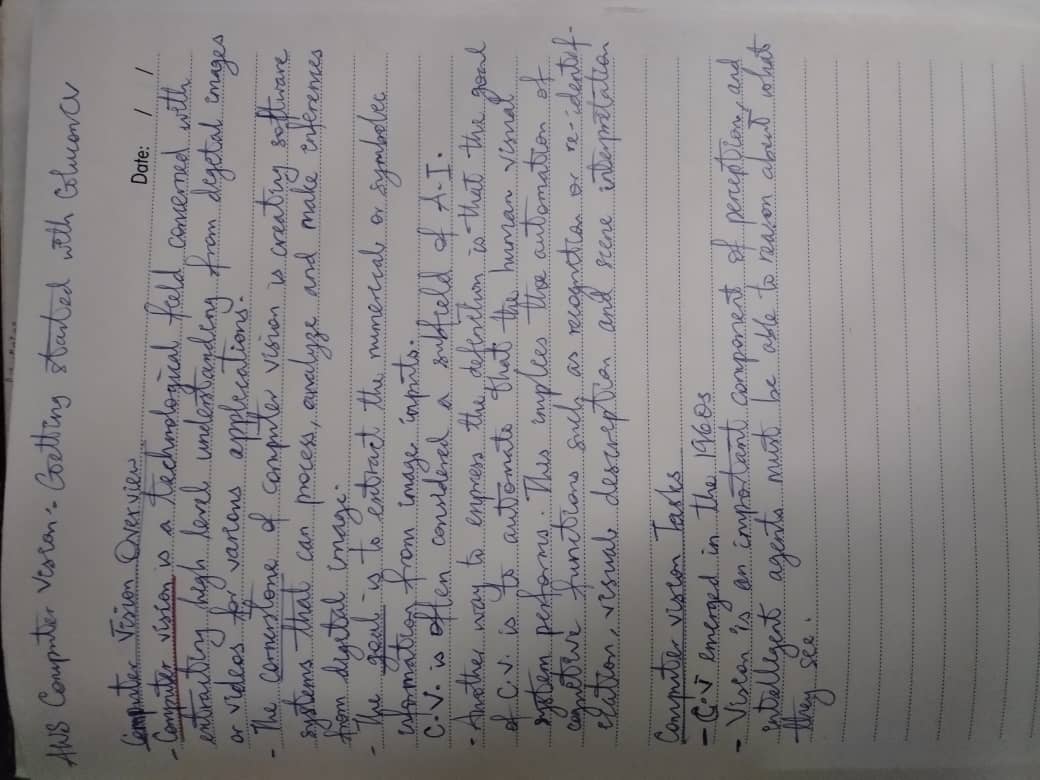 AWS Computer Vision:- Getting started with GluonCV
Date: / /
Computer Vision Overview
- Computer vision is a technological field concerned with
extracting high level understanding from digital images
or videos for various applications.
- The cornerstone of computer vision is creating software
systems that can process, analyze and make inferences
from digital image.
- The goal is to extract the numerical or symbolic
information from image inputs.
C.V. is often considered a subfield of A.I.
- Another way to express the definition is that the goal
of C.V. is to automate that the human visual
system performs. This implies the automation of
cognitive functions such as recognition or re-identif-
ication, visual description and scene interpretation
Computer vision Tasks
- C.V emerged in the 1960s
- Vision is an important component of perception, and
intelligent agents must be able to reason about what
they see.